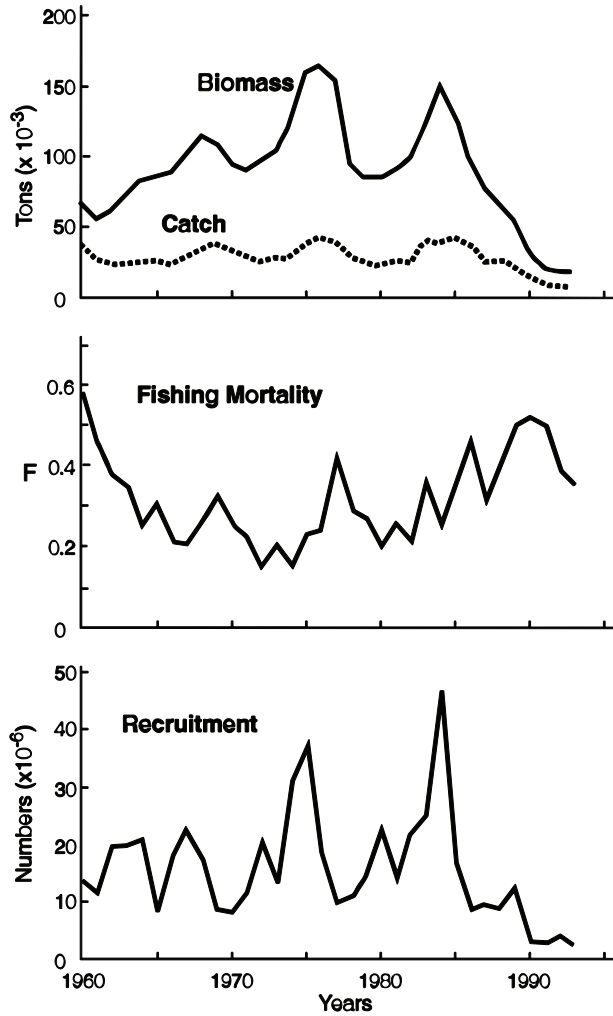 200
150
100
50
0
Tons (x 10-3)
Biomass
Catch
0.6
0.4
0.2
0
F
Fishing Mortality
50
40
30
20
10
0
Numbers (x10-6)
Recruitment
1960 1970 1980 1990
Years